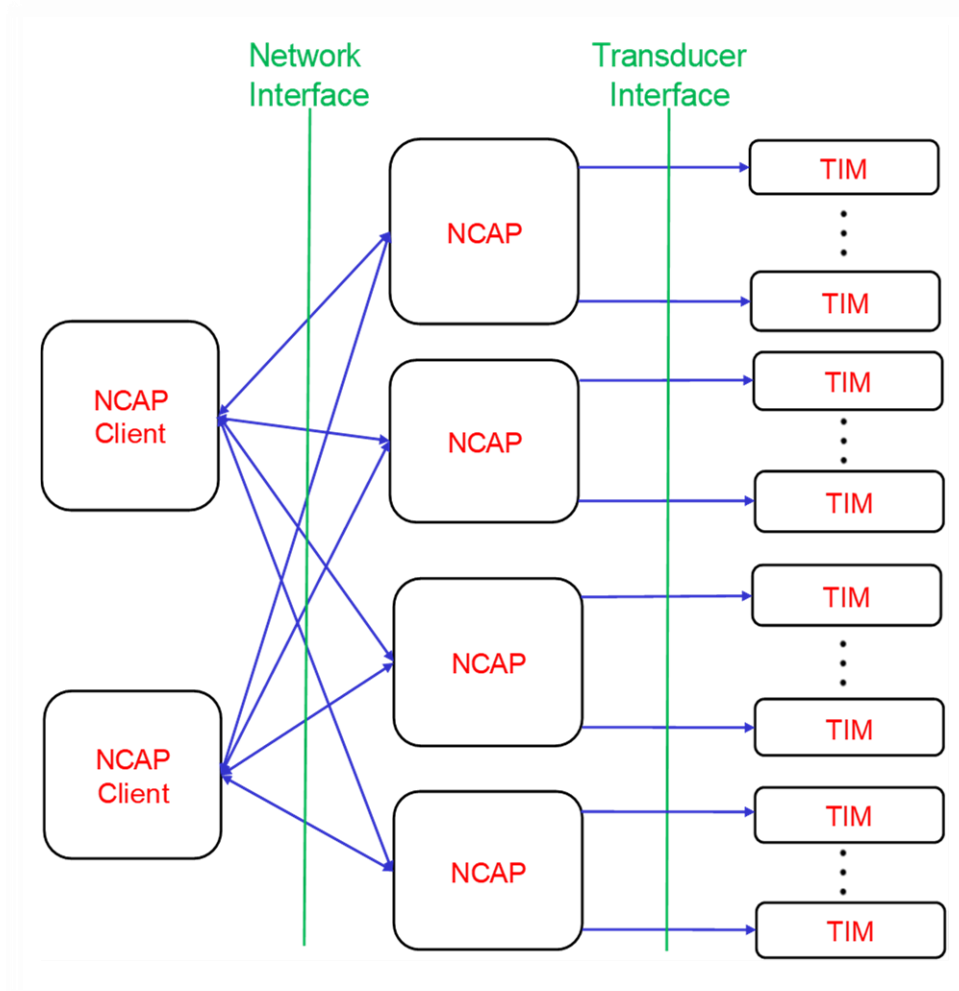 Network
Interface
Transducer
Interface
NCAP
TIM
TIM
NCAP
Client
NCAP
TIM
TIM
NCAP
Client
NCAP
TIM
TIM
NCAP
TIM
TIM